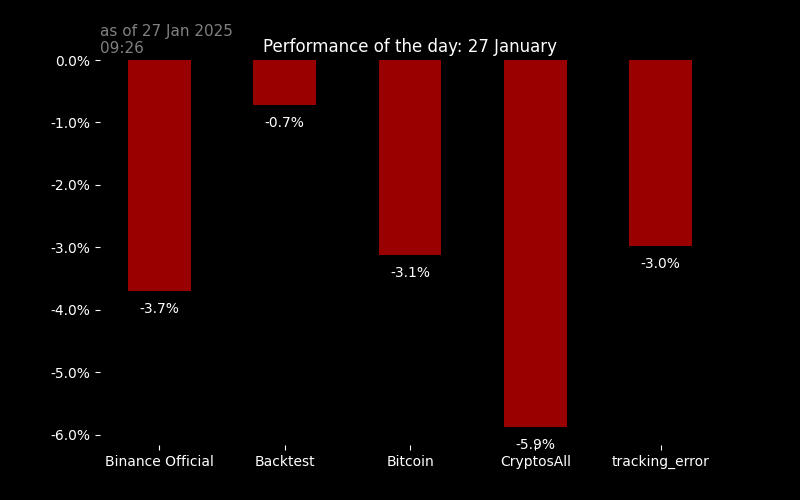 as of 27 Jan 2025
09:26
Performance of the day: 27 January
0.0%
-1.0%
-2.0%
-3.0%
-4.0%
-5.0%
-6.0%
-3.7%
-0.7%
-3.1%
-5.9%
-3.0%
Binance Official
Backtest
Bitcoin
CryptosAll
tracking_error